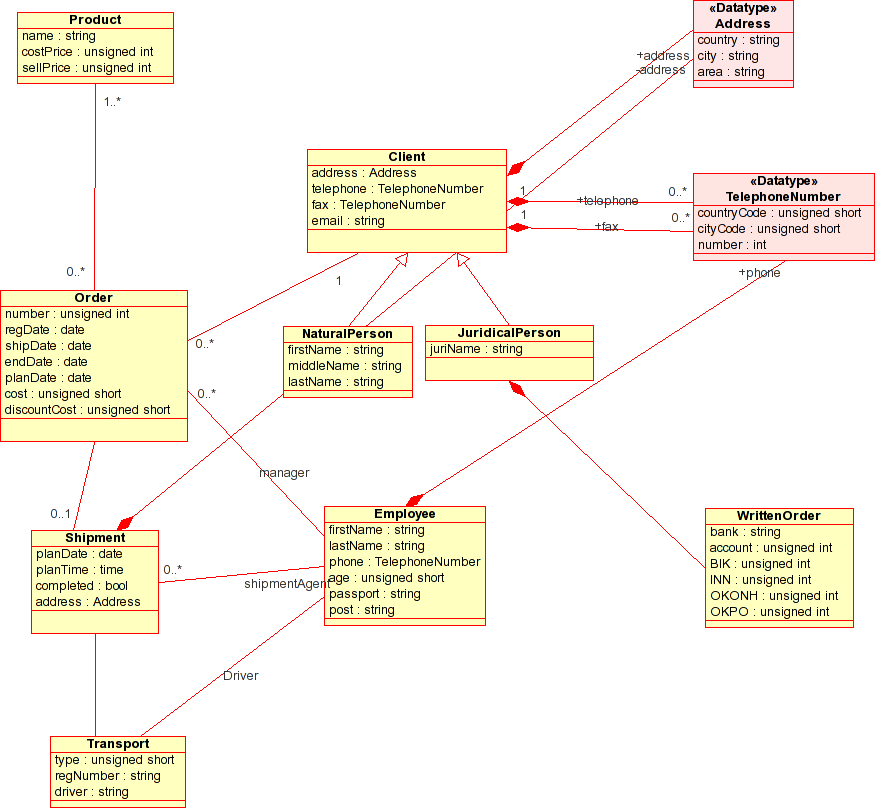 Product
name : string
costPrice : unsigned int
sellPrice : unsigned int
1..*
0..*
«Datatype»
Address
country : string
city : string
area : string
+address
-address
Client
address : Address
telephone : TelephoneNumber
fax : TelephoneNumber
email : string
1
+telephone
0..*
1
+fax
0..*
«Datatype»
TelephoneNumber
countryCode : unsigned short
cityCode : unsigned short
number : int
+phone
Order
number : unsigned int
regDate : date
shipDate : date
endDate : date
planDate : date
cost : unsigned short
discountCost : unsigned short
1
0..*
0..*
manager
0..1
NaturalPerson
firstName : string
middleName : string
lastName : string
JuridicalPerson
juriName : string
Shipment
planDate : date
planTime : time
completed : bool
address : Address
0..*
shipmentAgent
Employee
firstName : string
lastName : string
phone : TelephoneNumber
age : unsigned short
passport : string
post : string
WrittenOrder
bank : string
account : unsigned int
BIK : unsigned int
INN : unsigned int
OKONH : unsigned int
OKPO : unsigned int
Driver
Transport
type : unsigned short
regNumber : string
driver : string